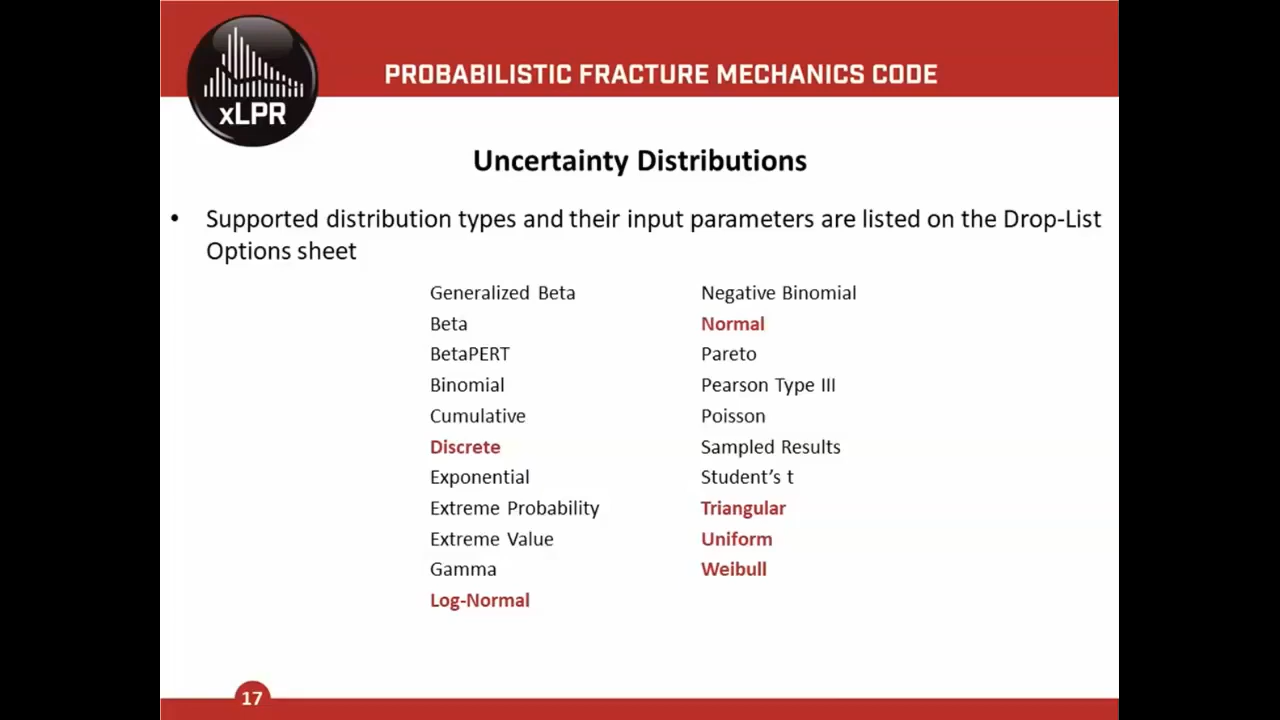 xLPR
PROBABILISTIC FRACTURE MECHANICS CODE
Uncertainty Distributions
• Supported distribution types and their input parameters are listed on the Drop-List
Options sheet
Generalized Beta
Beta
BetaPERT
Binomial
Cumulative
Discrete
Exponential
Extreme Probability
Extreme Value
Gamma
Log-Normal
Negative Binomial
Normal
Pareto
Pearson Type III
Poisson
Sampled Results
Student’s t
Triangular
Uniform
Weibull
17